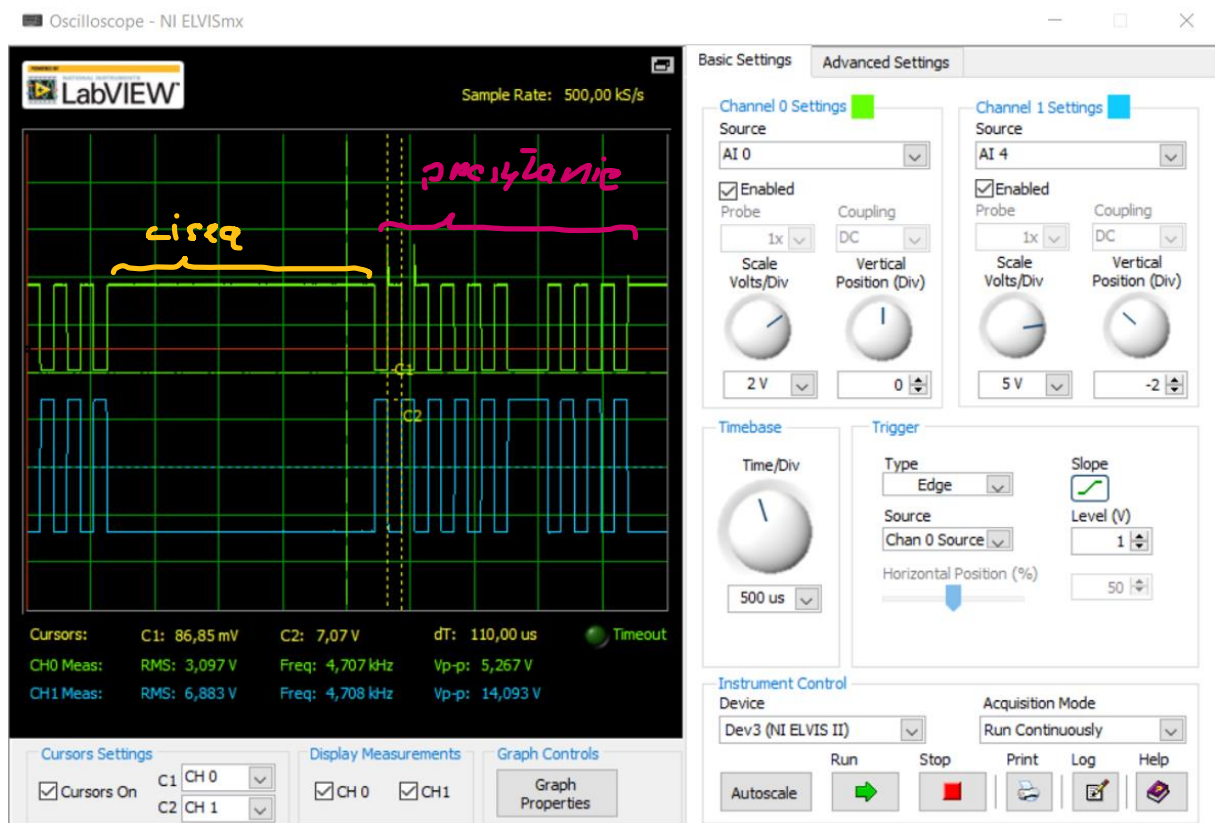 Oscilloscope - NI ELVISmx
POWERED BY
NATIONAL INSTRUMENTS
LabVIEW™
Sample Rate: 500,00 kS/s
cisza
przesyłanie
C1
C2
Cursors: C1: 86,85 mV C2: 7,07 V dT: 110,00 us Timeout
CH0 Meas: RMS: 3,097 V Freq: 4,707 kHz Vp-p: 5,267 V
CH1 Meas: RMS: 6,883 V Freq: 4,708 kHz Vp-p: 14,093 V
Cursors Settings
Cursors On
C1 CH 0
C2 CH 1
Display Measurements
CH 0 CH1
Graph Controls
Graph
Properties
Basic Settings Advanced Settings
Channel 0 Settings
Source
AI 0
Enabled
Probe Coupling
1x DC
Scale Vertical
Volts/Div Position (Div)
2 V 0
Channel 1 Settings
Source
AI 4
Enabled
Probe Coupling
1x DC
Scale Vertical
Volts/Div Position (Div)
5 V -2
Timebase
Time/Div
500 us
Trigger
Type Slope
Edge
Source Level (V)
Chan 0 Source 1
Horizontal Position (%)
50
Instrument Control
Device Acquisition Mode
Dev3 (NI ELVIS II) Run Continuously
Run Stop Print Log Help
Autoscale